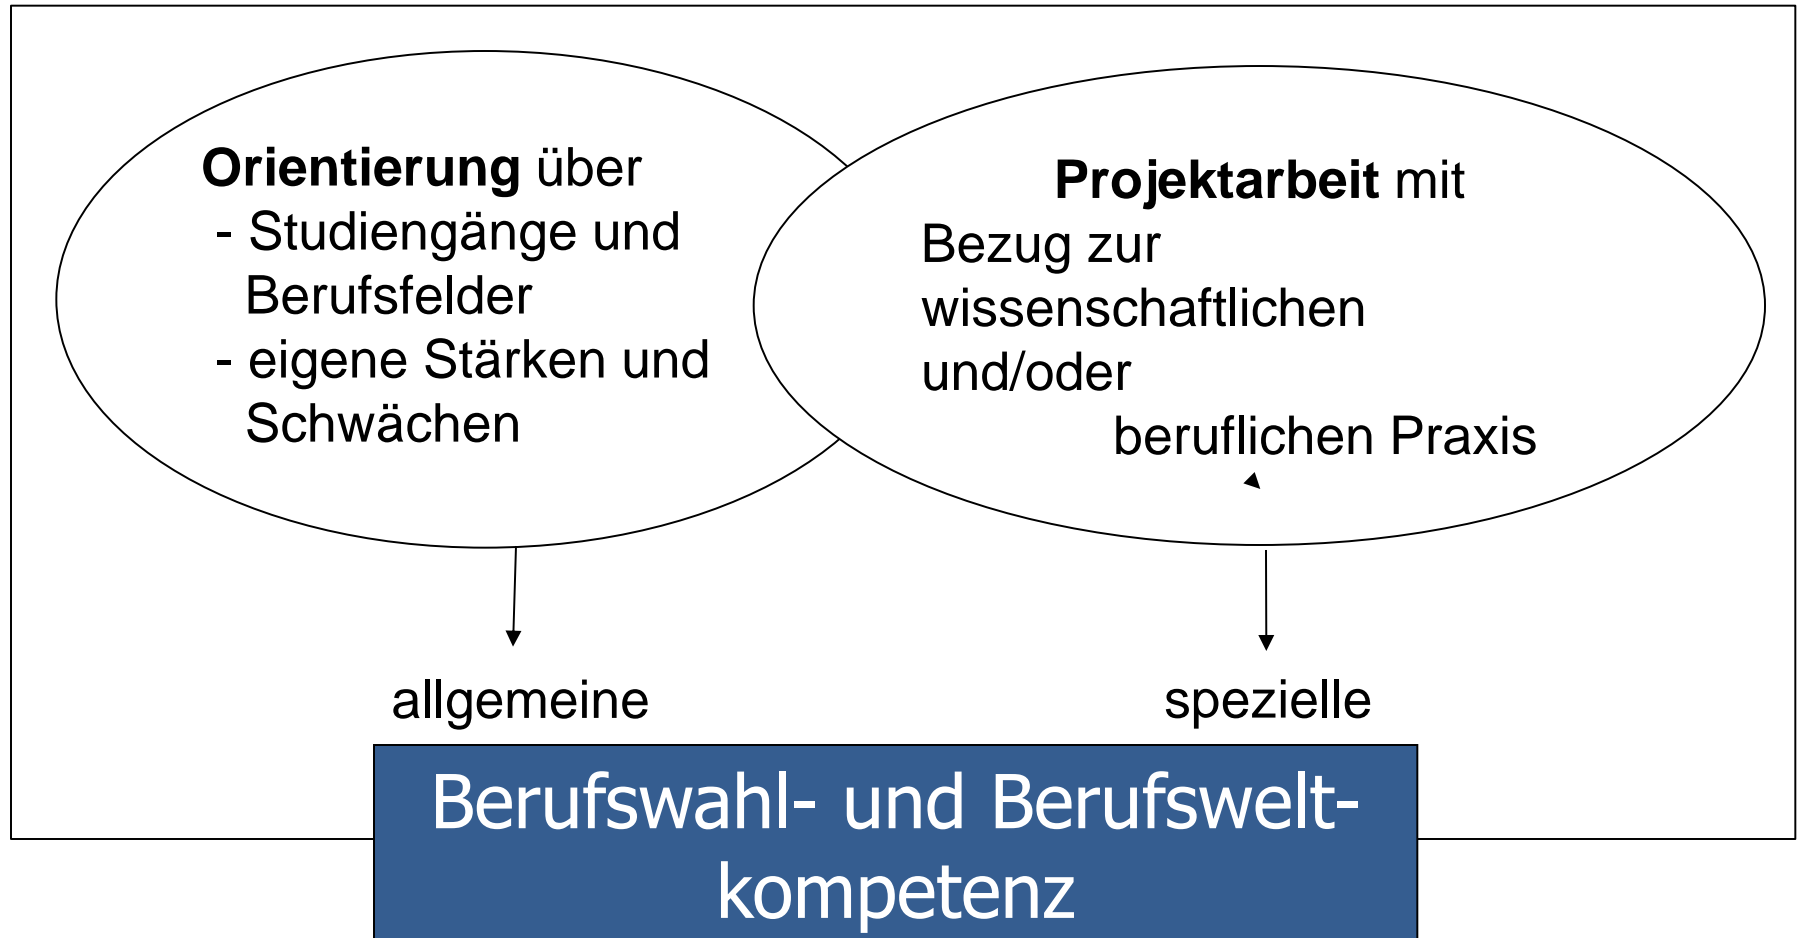 Orientierung über
- Studiengänge und
Berufsfelder
- eigene Stärken und
Schwächen
Projektarbeit mit
Bezug zur
wissenschaftlichen
und/oder
beruflichen Praxis
allgemeine
spezielle
Berufswahl- und Berufswelt-
kompetenz